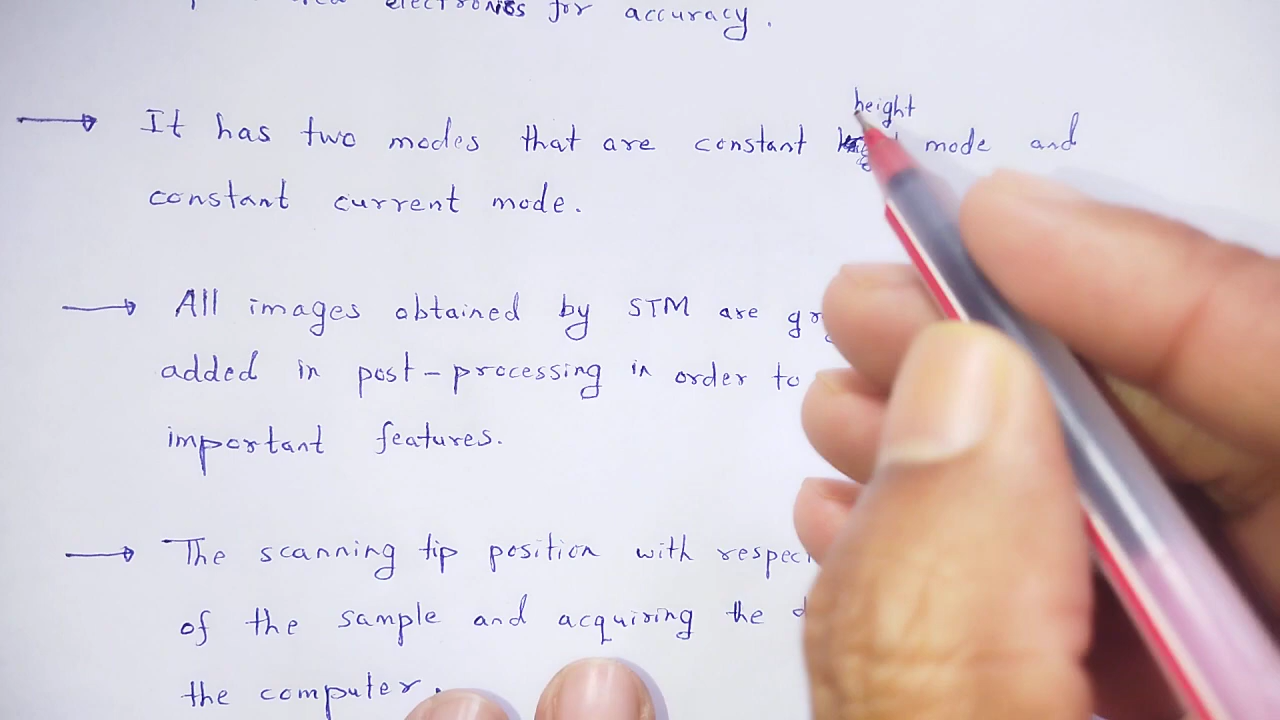 electronics for accuracy.
height
It has two modes that are constant mode and
constant current mode.
All images obtained by STM are
added in post-processing in order to
important features.
The scanning tip position with
of the sample and acquiring the
the computer.